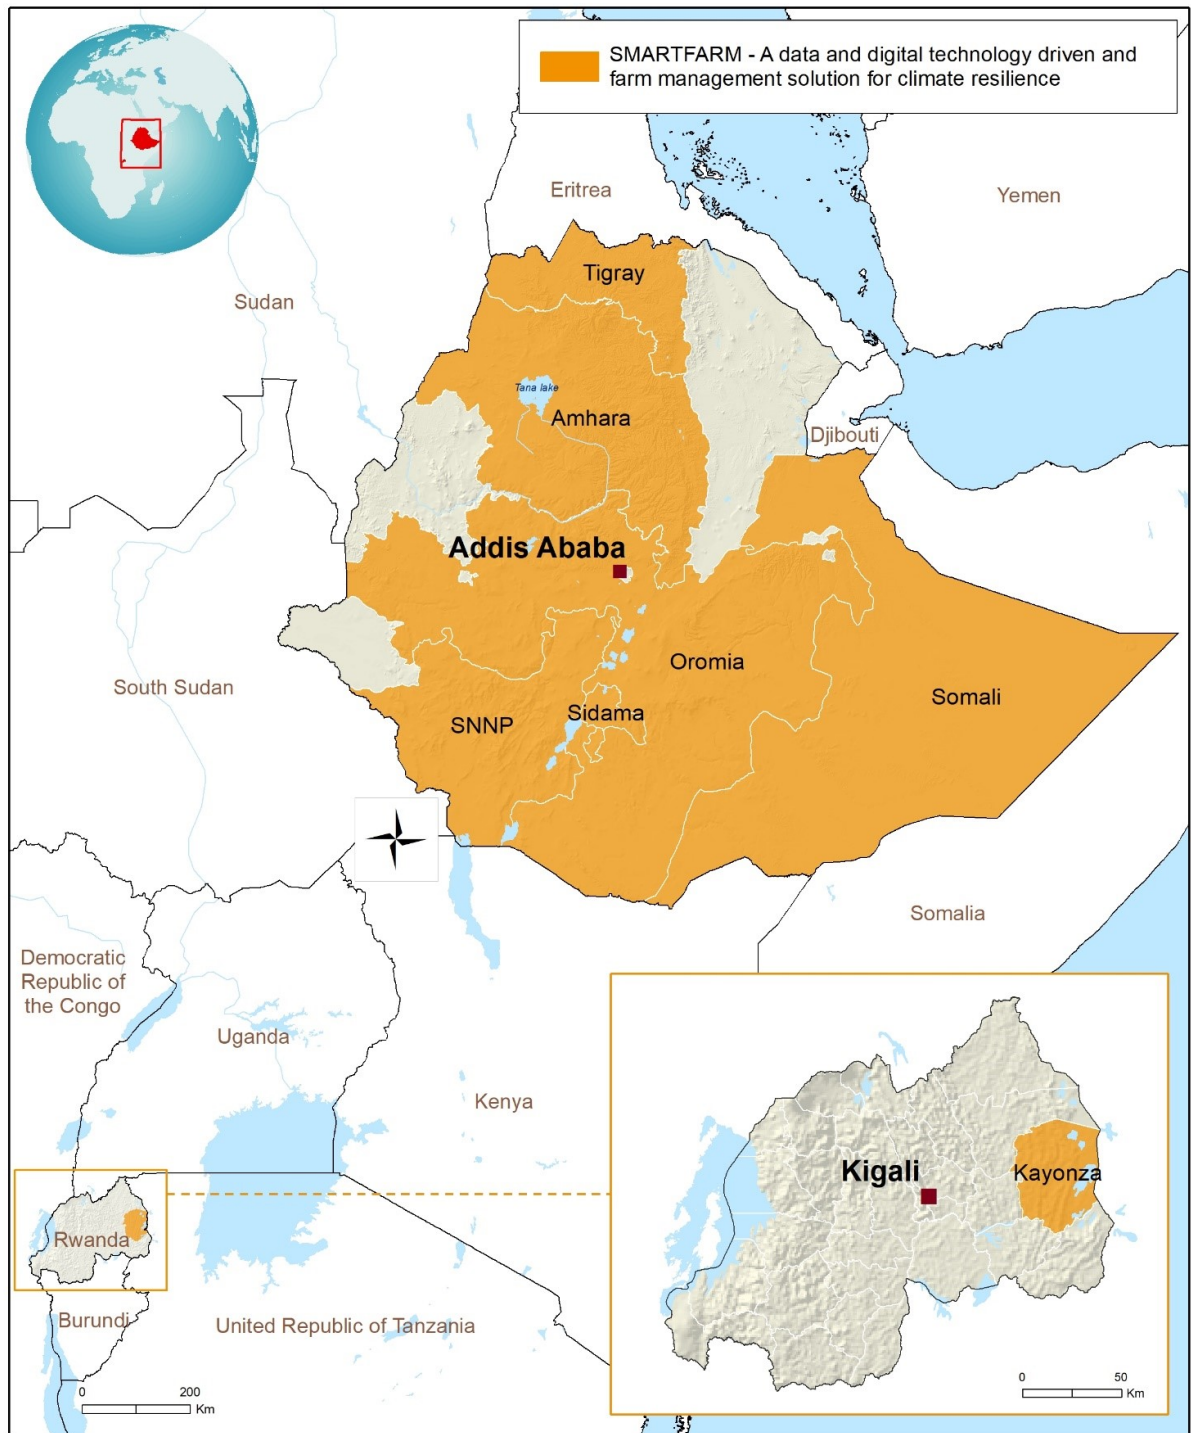 SMARTFARM - A data and digital technology driven and
farm management solution for climate resilience
Eritrea
Yemen
Tigray
Sudan
Tana lake
Amhara
Djibouti
Addis Ababa
Oromia
South Sudan
Somali
Sidama
SNNP
Somalia
Democratic
Republic of
the Congo
Uganda
Kenya
Kigali
Kayonza
Rwanda
Burundi
United Republic of Tanzania
0 200
Km
0 50
Km